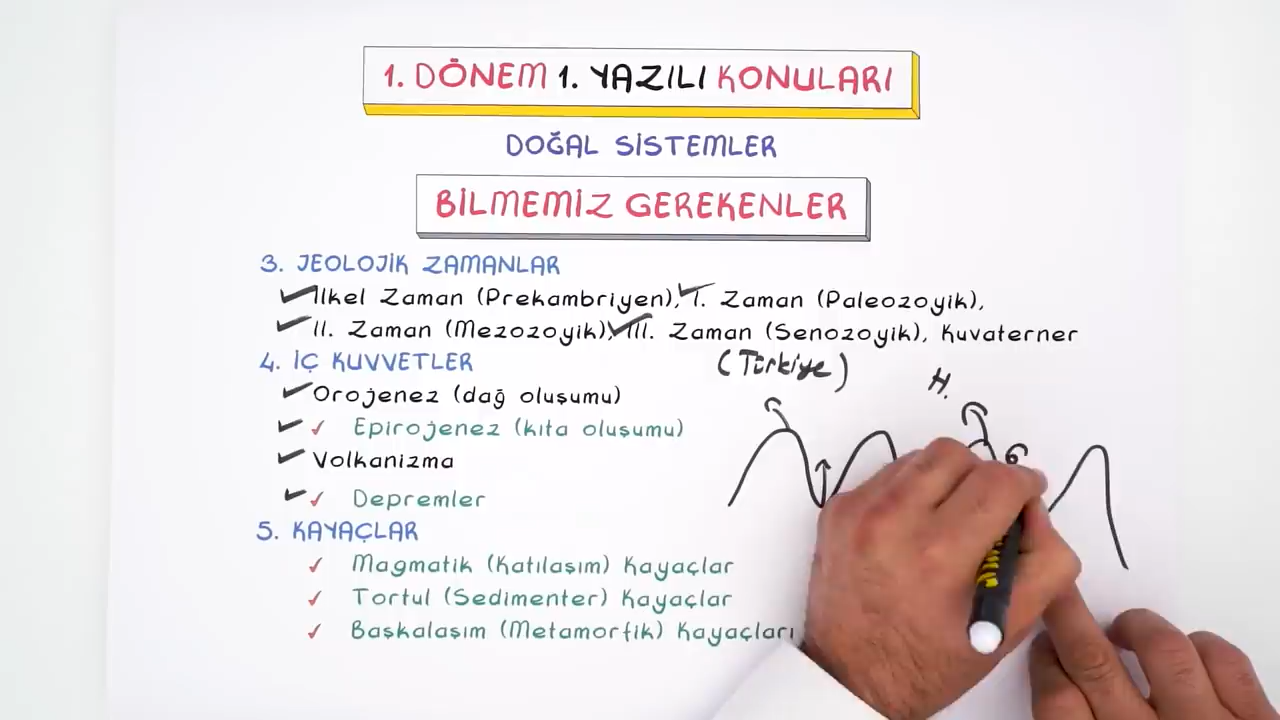 1. DÖNEM 1. YAZILI KONULARI
DOĞAL SİSTEMLER
BİLMEMİZ GEREKENLER
3. JEOLOJİK ZAMANLAR
İlkel Zaman (Prekambriyen), I. Zaman (Paleozoyik),
II. Zaman (Mezozoyik), III. Zaman (Senozoyik), Kuvaterner
(Türkiye)
4. İÇ KUVVETLER
H.
Orojenez (dağ oluşumu)
Epirojenez (kıta oluşumu)
Volkanizma
Depremler
5. KAYAÇLAR
Magmatik (Katılaşım) Kayaçlar
Tortul (Sedimenter) Kayaçlar
Başkalaşım (Metamorfik) Kayaçları